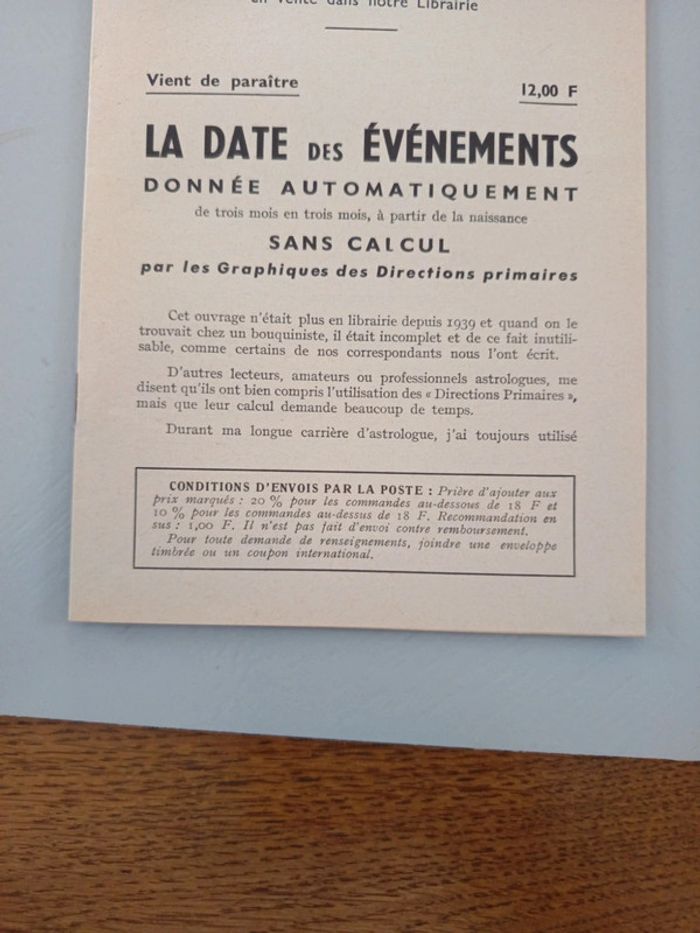 en vente dans notre Librairie
Vient de paraître
12,00 F
LA DATE DES ÉVÉNEMENTS
DONNÉE AUTOMATIQUEMENT
de trois mois en trois mois, à partir de la naissance
SANS CALCUL
par les Graphiques des Directions primaires
Cet ouvrage n'était plus en librairie depuis 1939 et quand on le
trouvait chez un bouquiniste, il était incomplet et de ce fait inutili-
sable, comme certains de nos correspondants nous l'ont écrit.
D'autres lecteurs, amateurs ou professionnels astrologues, me
disent qu'ils ont bien compris l'utilisation des « Directions Primaires »,
mais que leur calcul demande beaucoup de temps.
Durant ma longue carrière d'astrologue, j'ai toujours utilisé
CONDITIONS D'ENVOIS PAR LA POSTE : Prière d'ajouter aux
prix marqués : 20 % pour les commandes au-dessous de 18 F et
10 % pour les commandes au-dessus de 18 F. Recommandation en
sus : 1,00 F. Il n'est pas fait d'envoi contre remboursement.
Pour toute demande de renseignements, joindre une enveloppe
timbrée ou un coupon international.